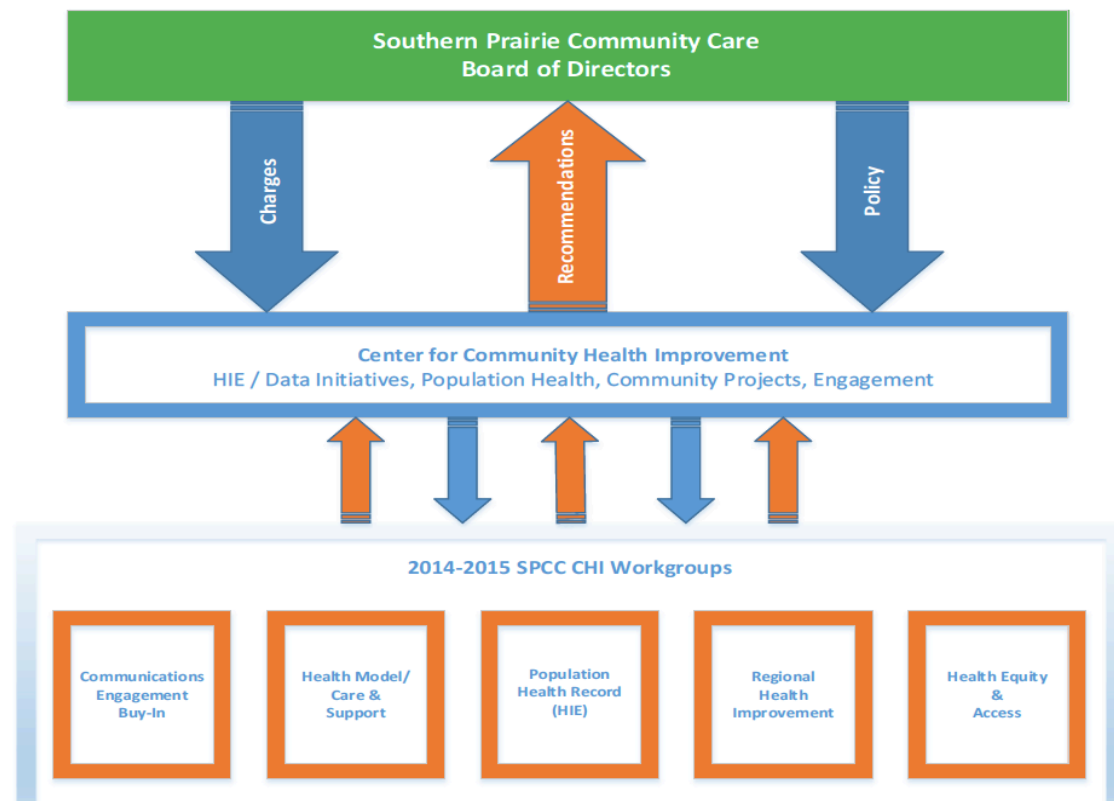 Southern Prairie Community Care
Board of Directors
Charges
Recommendations
Policy
Center for Community Health Improvement
HIE / Data Initiatives, Population Health, Community Projects, Engagement
2014-2015 SPCC CHI Workgroups
Communications
Engagement
Buy-In
Health Model/
Care &
Support
Population
Health Record
(HIE)
Regional
Health
Improvement
Health Equity
&
Access